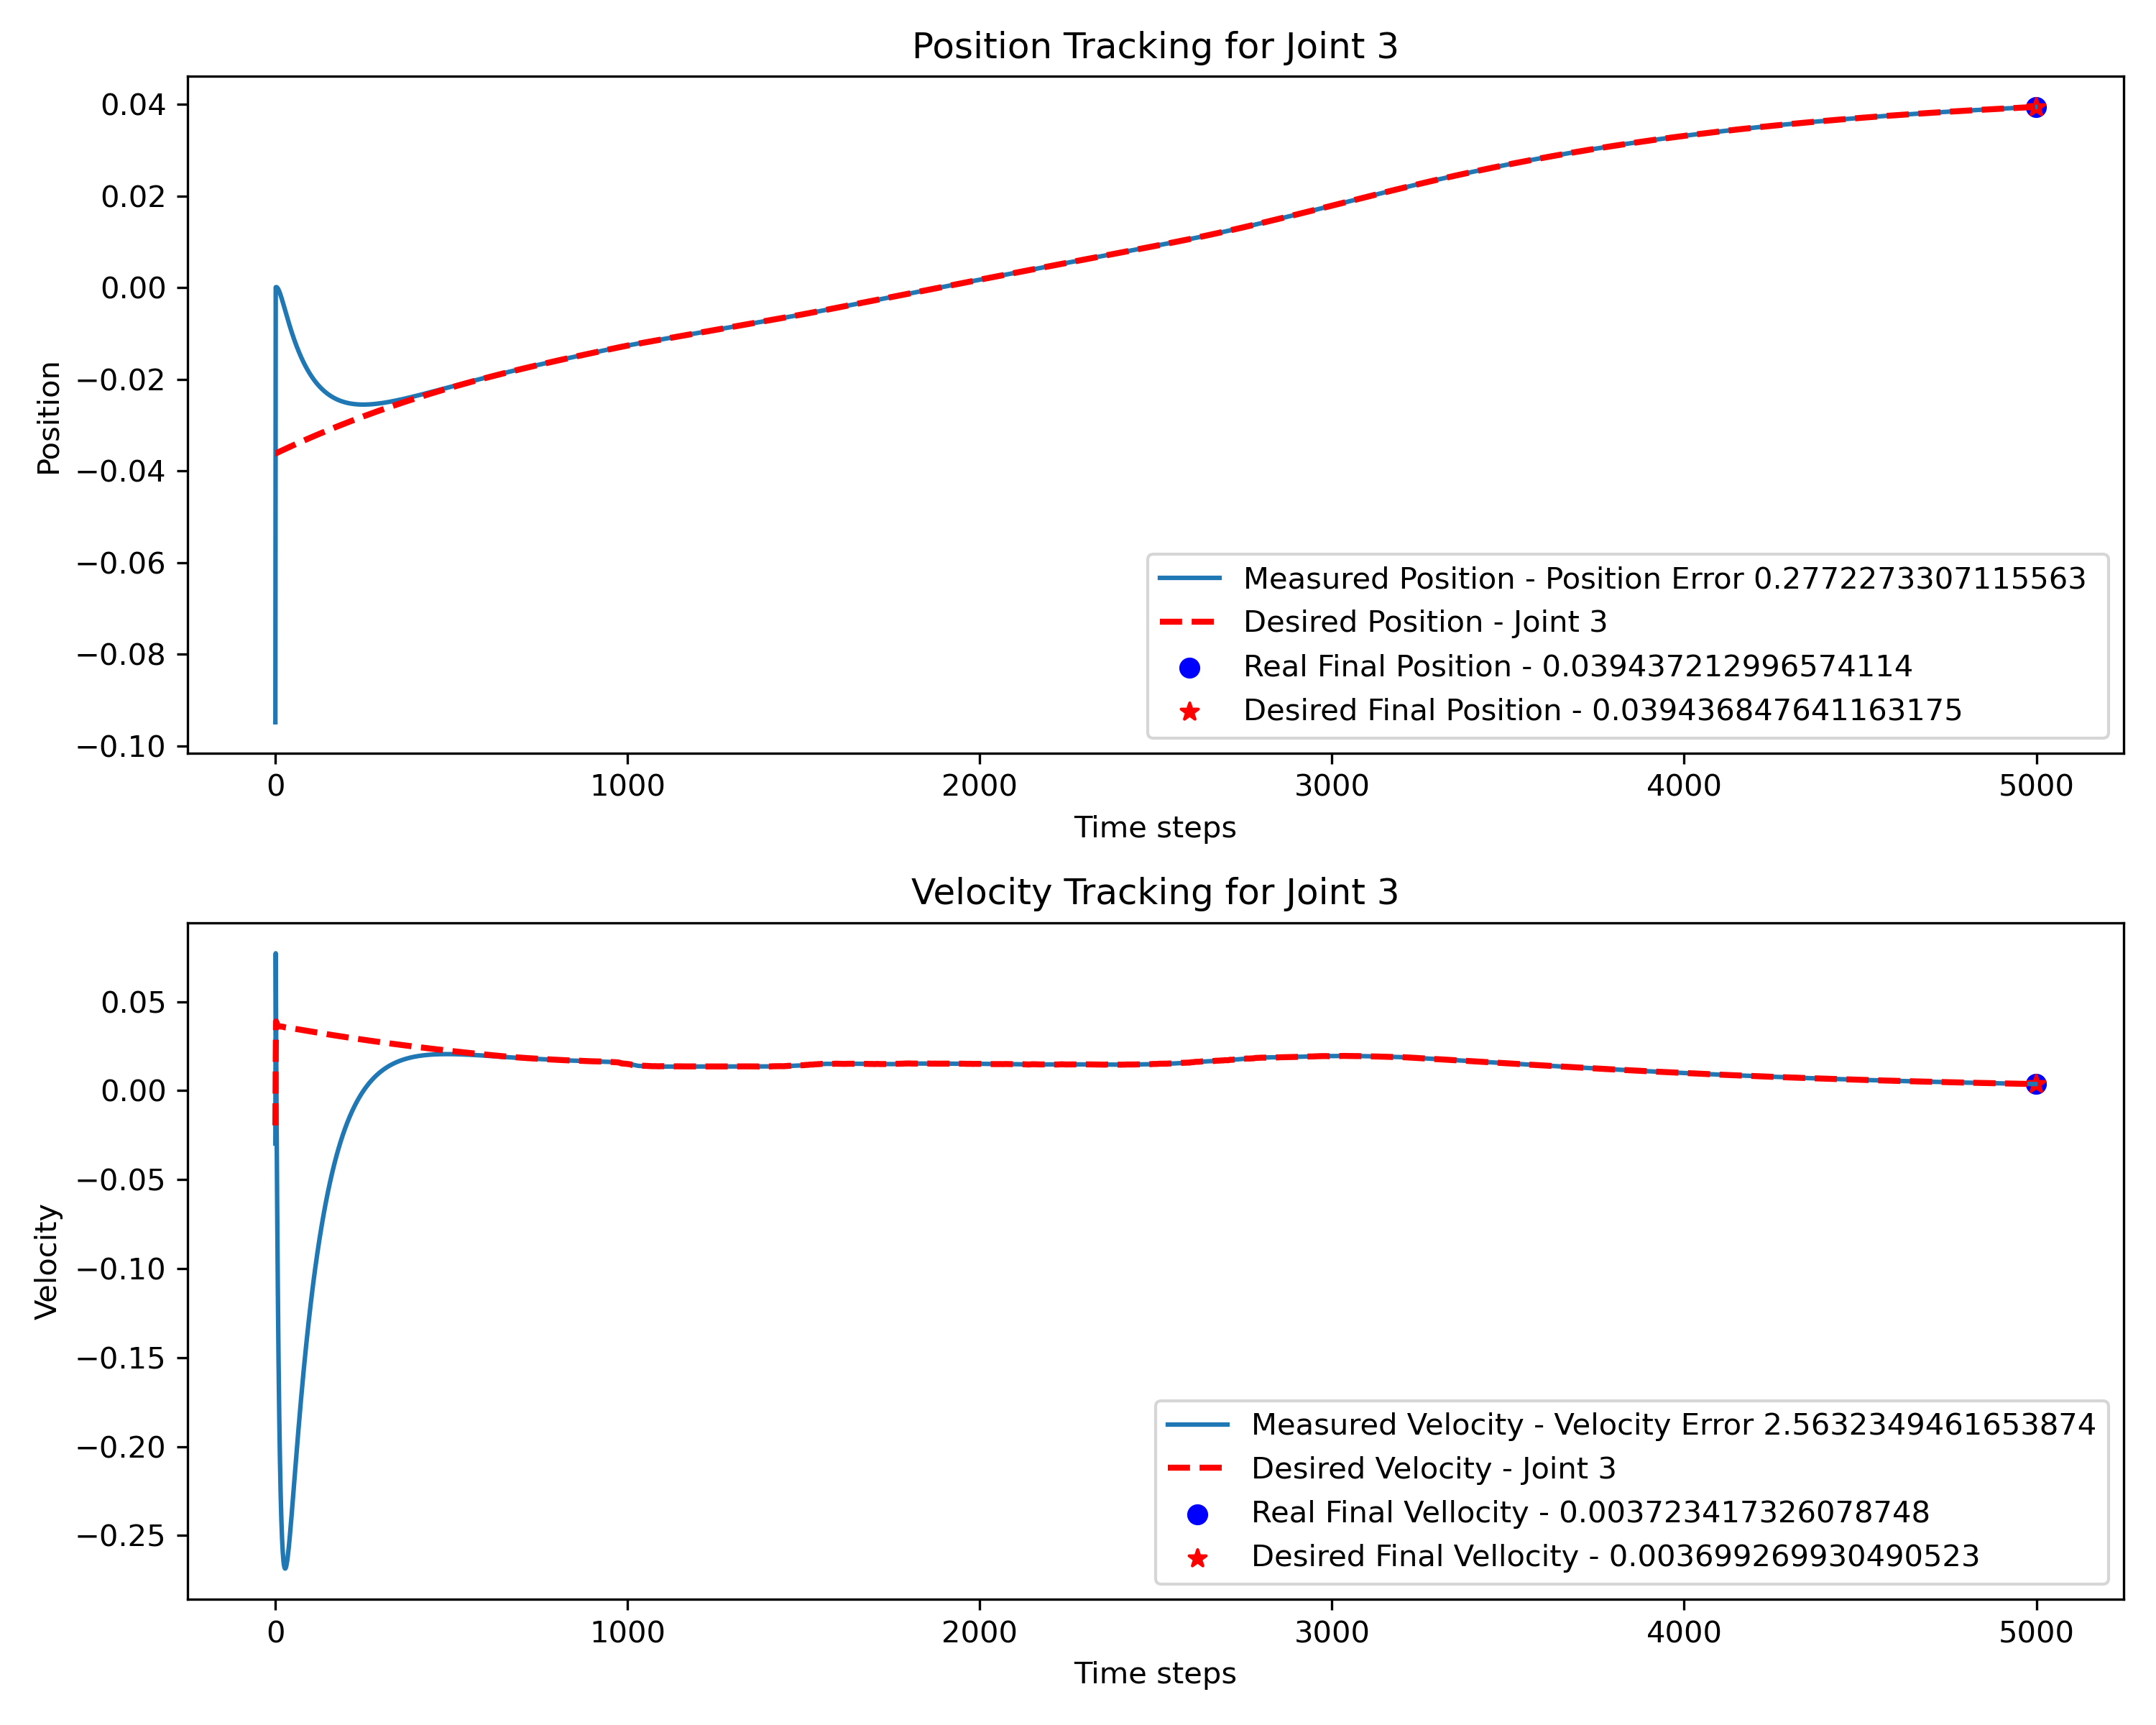 Position Tracking for Joint 3
0.04
0.02
0.00
−0.02
−0.04
−0.06
−0.08
−0.10
Position
Measured Position - Position Error 0.2772273307115563
Desired Position - Joint 3
Real Final Position - 0.039437212996574114
Desired Final Position - 0.039436847641163175
0 1000 2000 3000 4000 5000
Time steps
Velocity Tracking for Joint 3
0.05
0.00
−0.05
−0.10
−0.15
−0.20
−0.25
Velocity
Measured Velocity - Velocity Error 2.5632349461653874
Desired Velocity - Joint 3
Real Final Vellocity - 0.003723417326078748
Desired Final Vellocity - 0.003699269930490523
0 1000 2000 3000 4000 5000
Time steps